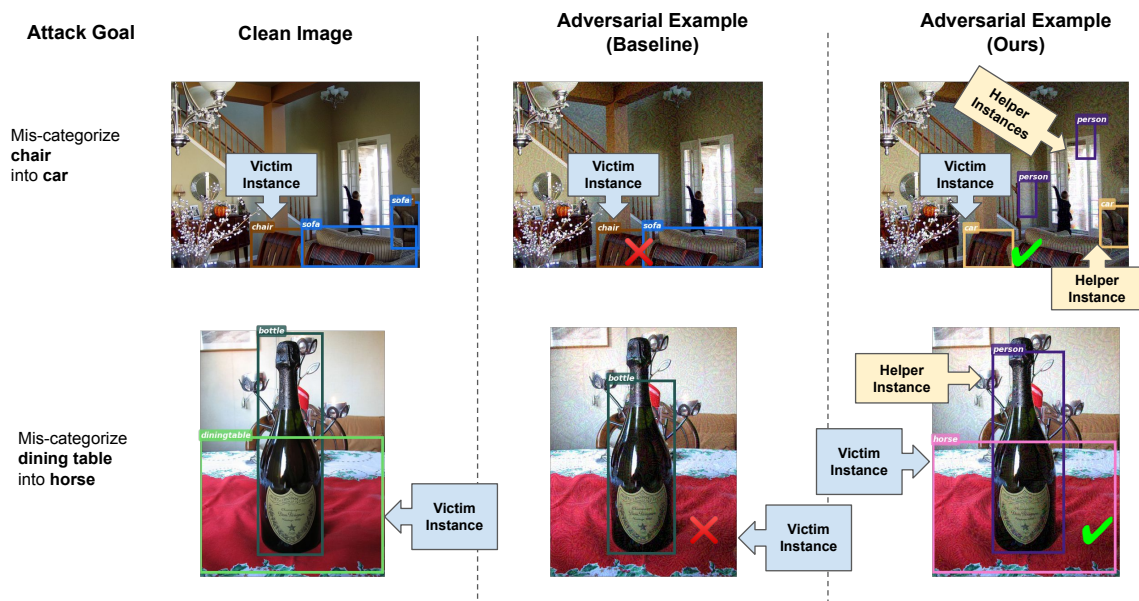 Attack Goal
Clean Image
Adversarial Example
(Baseline)
Adversarial Example
(Ours)
Mis-categorize
chair
into car
Victim
Instance
chair
sofa
sofa
Victim
Instance
chair
sofa
Helper
Instances
person
person
Victim
Instance
car
car
Helper
Instance
Mis-categorize
dining table
into horse
bottle
diningtable
Victim
Instance
bottle
Victim
Instance
Helper
Instance
person
Victim
Instance
horse